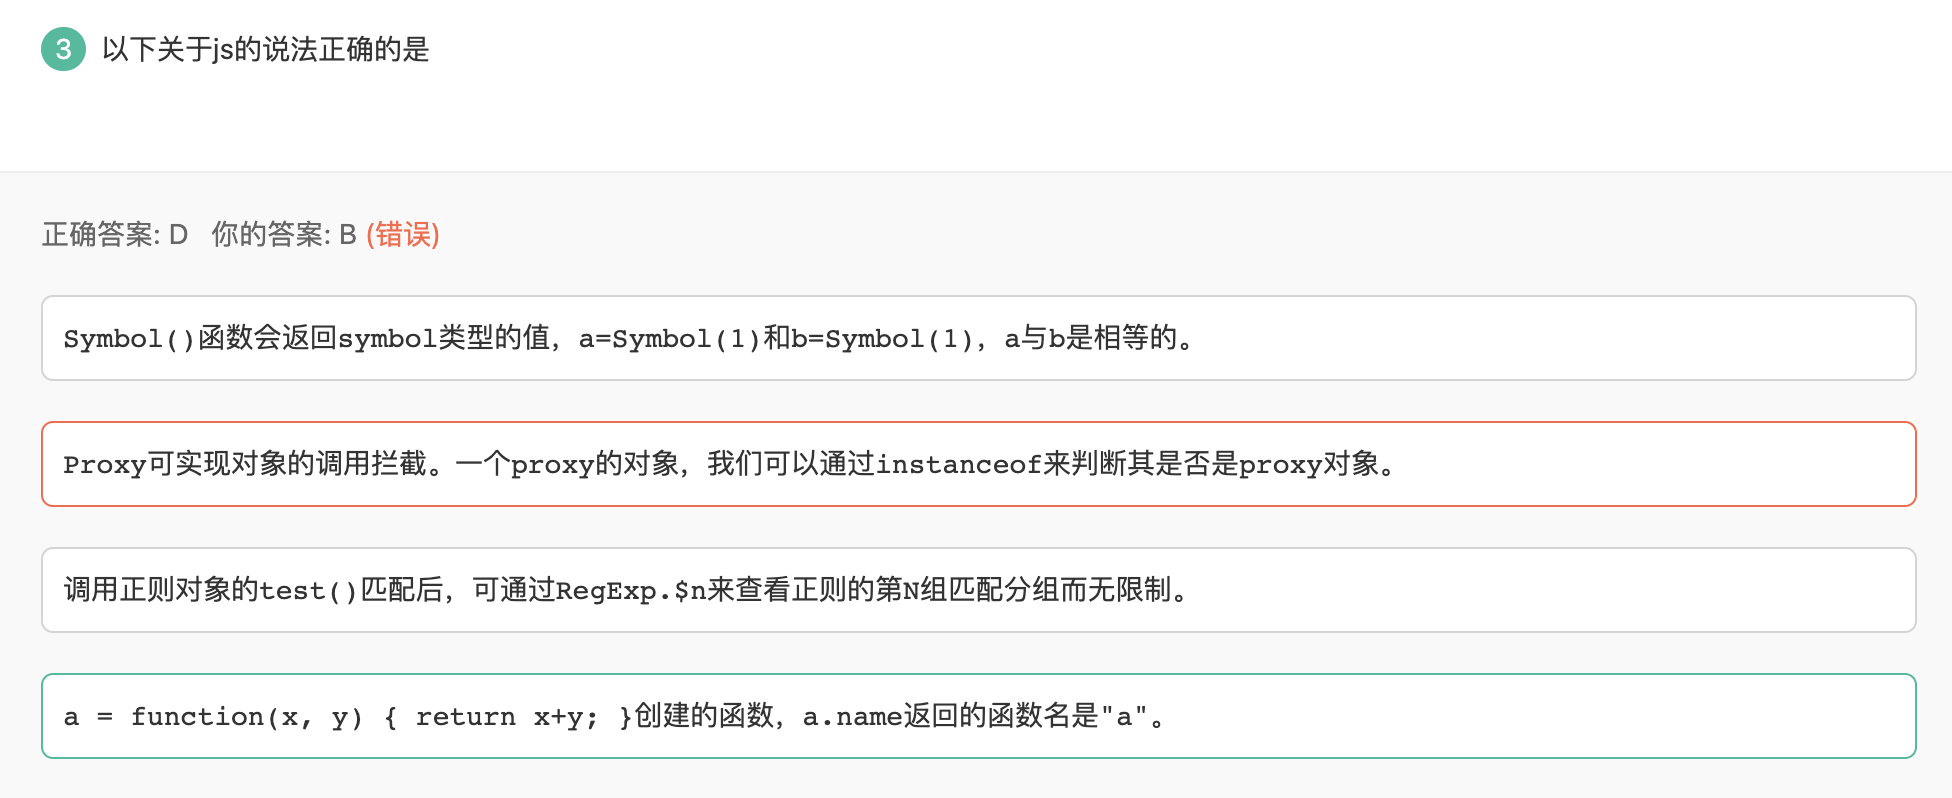 3 以下关于js的说法正确的是
正确答案: D 你的答案: B (错误)
Symbol()函数会返回symbol类型的值，a=Symbol(1)和b=Symbol(1)，a与b是相等的。
Proxy可实现对象的调用拦截。一个proxy的对象，我们可以通过instanceof来判断其是否是proxy对象。
调用正则对象的test()匹配后，可通过RegExp.$n来查看正则的第N组匹配分组而无限制。
a = function(x, y) { return x+y; }创建的函数，a.name返回的函数名是"a"。